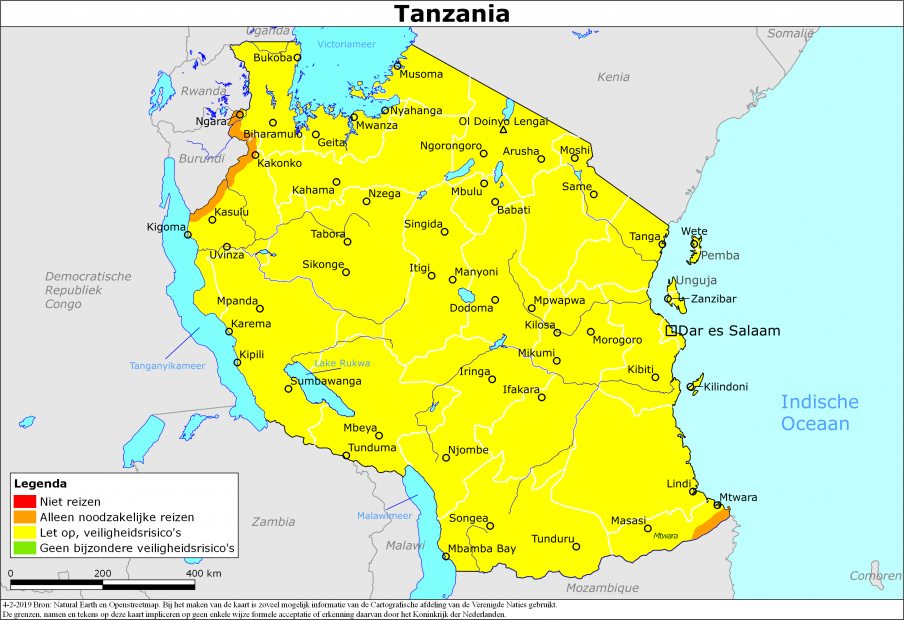 Tanzania
Uganda
Somalië
Victoriameer
Bukoba
Musoma
Kenia
Rwanda
Ngaraz
Nyahanga
Mwanza
Ol Doinyo Lengai
Biharamulo
Geita
Burundi
Kakonko
Ngorongoro
Arusha
Moshi
Kahama
Nzega
Mbulu
Same
Babati
Kasulu
Kigoma
Singida
Tabora
Tanga
Wete
Uvinza
Pemba
Sikonge
Itigi
Manyoni
Unguja
Democratische
Republiek
Congo
Zanzibar
Mpanda
Dodoma
Mpwapwa
Karema
Kilosa
Morogoro
Dar es Salaam
Kipili
Mikumi
Tanganyikameer
Lake Rukwa
Iringa
Kibiti
Sumbawanga
Ifakara
Kilindoni
Indische
Oceaan
Mbeya
Tunduma
Njombe
Legenda
Niet reizen
Alleen noodzakelijke reizen
Let op, veiligheidsrisico's
Geen bijzondere veiligheidsrisico's
Lindi
Mtwara
Malawimeer
Zambia
Songea
Masasi
Mtwara
Malawi
Mbamba Bay
Tunduru
0 200 400 km
Mozambique
Comoren
4-2-2019 Bron: Natural Earth en Openstreetmap. Bij het maken van de kaart is zoveel mogelijk informatie van de Cartografische afdeling van de Verenigde Naties gebruikt.
De grenzen, namen en tekens op deze kaart impliceren op geen enkele wijze formele acceptatie of erkenning daarvan door het Koninkrijk der Nederlanden.